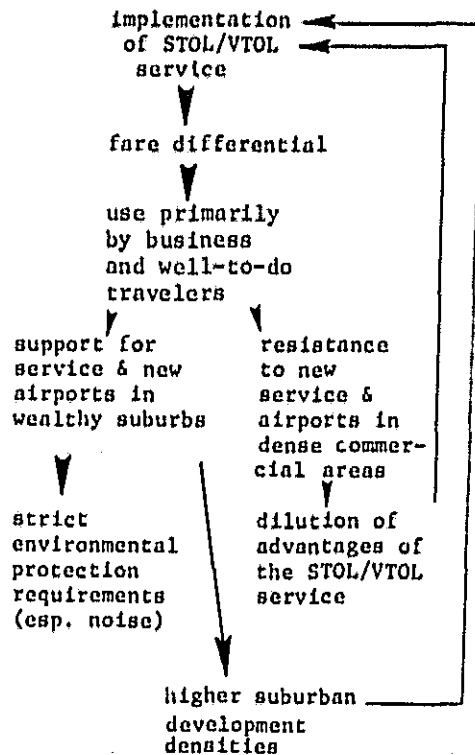 implementation
of STOL/VTOL
service
fare differential
use primarily
by business
and well-to-do
travelers
support for
service & new
airports in
wealthy suburbs
resistance
to new
service &
airports in
dense commer-
cial areas
strict
environmental
protection
requirements
(esp. noise)
dilution of
advantages of
the STOL/VTOL
service
higher suburban
development
densities